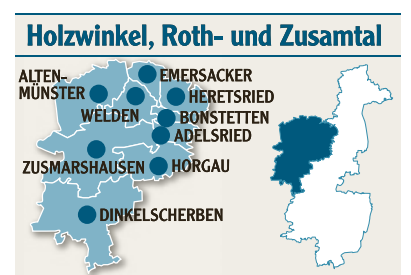 Holzwinkel, Roth- und Zusamtal
ALTEN-
MÜNSTER
EMERSACKER
HERETSRIED
WELDEN
BONSTETTEN
ADELSRIED
ZUSMARSHAUSEN
HORGAU
DINKELSCHERBEN